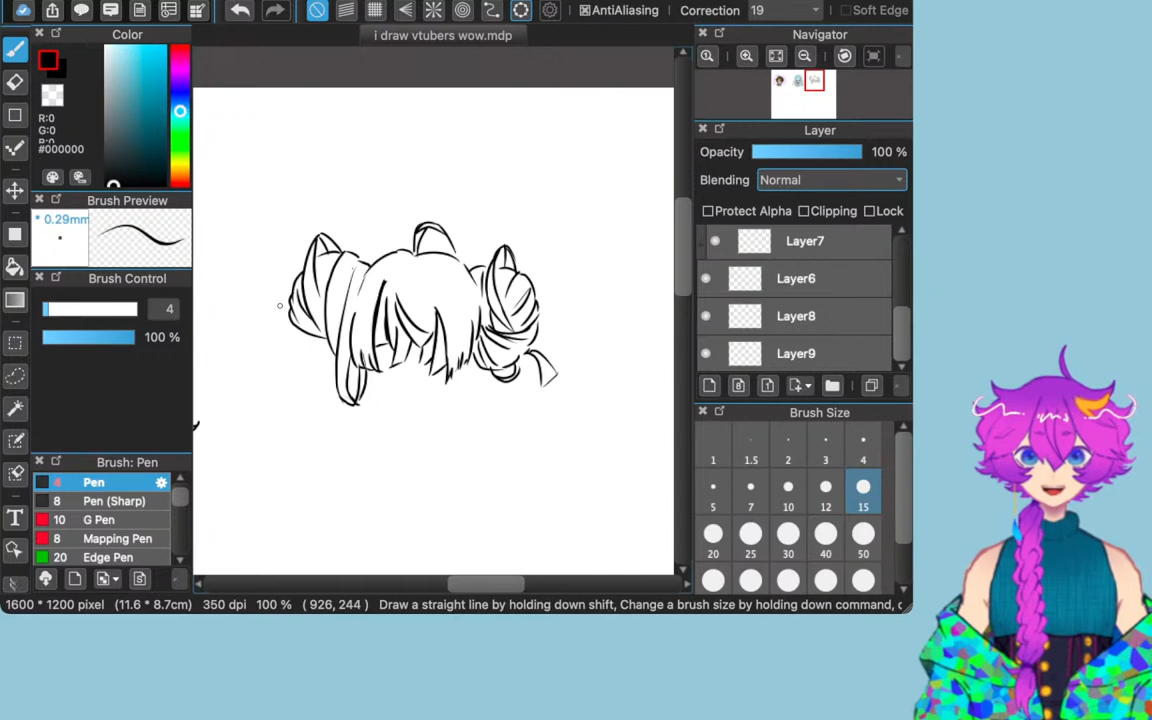 AntiAliasing Correction 19 Soft Edge
i draw vtubers wow.mdp
Color
R:0
G:0
#000000
Brush Preview
* 0.29mm
Brush Control
4
100 %
Brush: Pen
4 Pen
8 Pen (Sharp)
10 G Pen
8 Mapping Pen
20 Edge Pen
Navigator
Layer
Opacity 100 %
Blending Normal
Protect Alpha Clipping Lock
Layer7
Layer6
Layer8
Layer9
Brush Size
1 1.5 2 3 4
5 7 10 12 15
20 25 30 40 50
1600 * 1200 pixel (11.6 * 8.7cm) 350 dpi 100 % ( 926, 244 ) Draw a straight line by holding down shift, Change a brush size by holding down command,